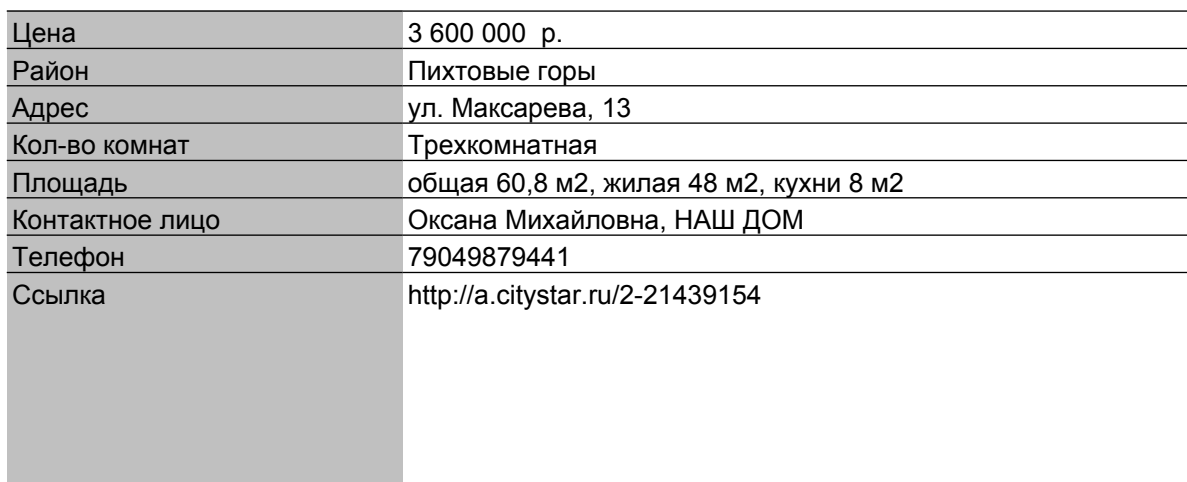 Цена 3 600 000 р.
Район Пихтовые горы
Адрес ул. Максарева, 13
Кол-во комнат Трехкомнатная
Площадь общая 60,8 м2, жилая 48 м2, кухни 8 м2
Контактное лицо Оксана Михайловна, НАШ ДОМ
Телефон 79049879441
Ссылка http://a.citystar.ru/2-21439154